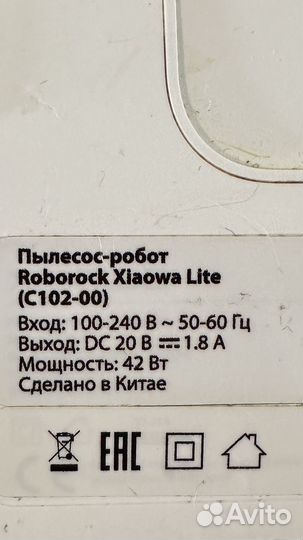 Пылесос-робот
Roborock Xiaowa Lite
(C102-00)
Вход: 100-240 В ~ 50-60 Гц
Выход: DC 20 В ⎓ 1.8 А
Мощность: 42 Вт
Сделано в Китае
EAC
Avito